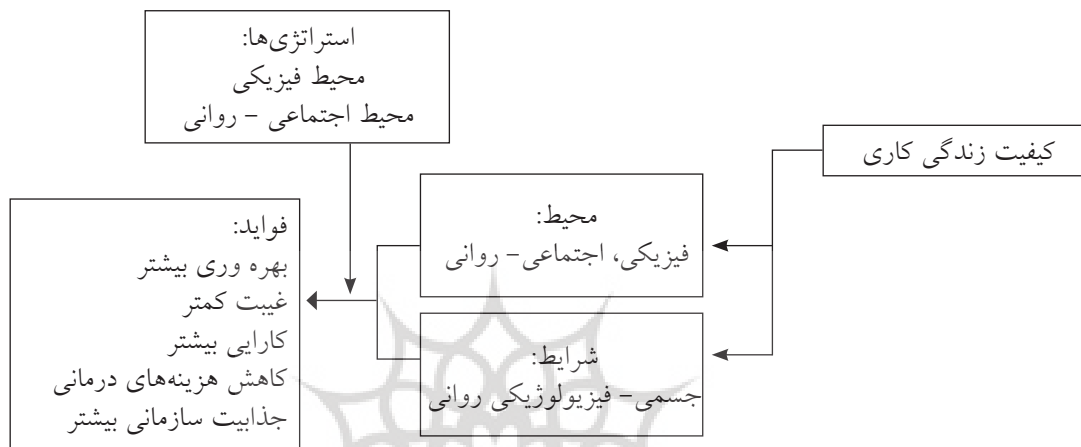 استراتژی‌ها:
محیط فیزیکی
محیط اجتماعی – روانی
کیفیت زندگی کاری
محیط:
فیزیکی، اجتماعی– روانی
شرایط:
جسمی– فیزیولوژیکی روانی
فواید:
بهره وری بیشتر
غیبت کمتر
کارایی بیشتر
کاهش هزینه‌های درمانی
جذابیت سازمانی بیشتر